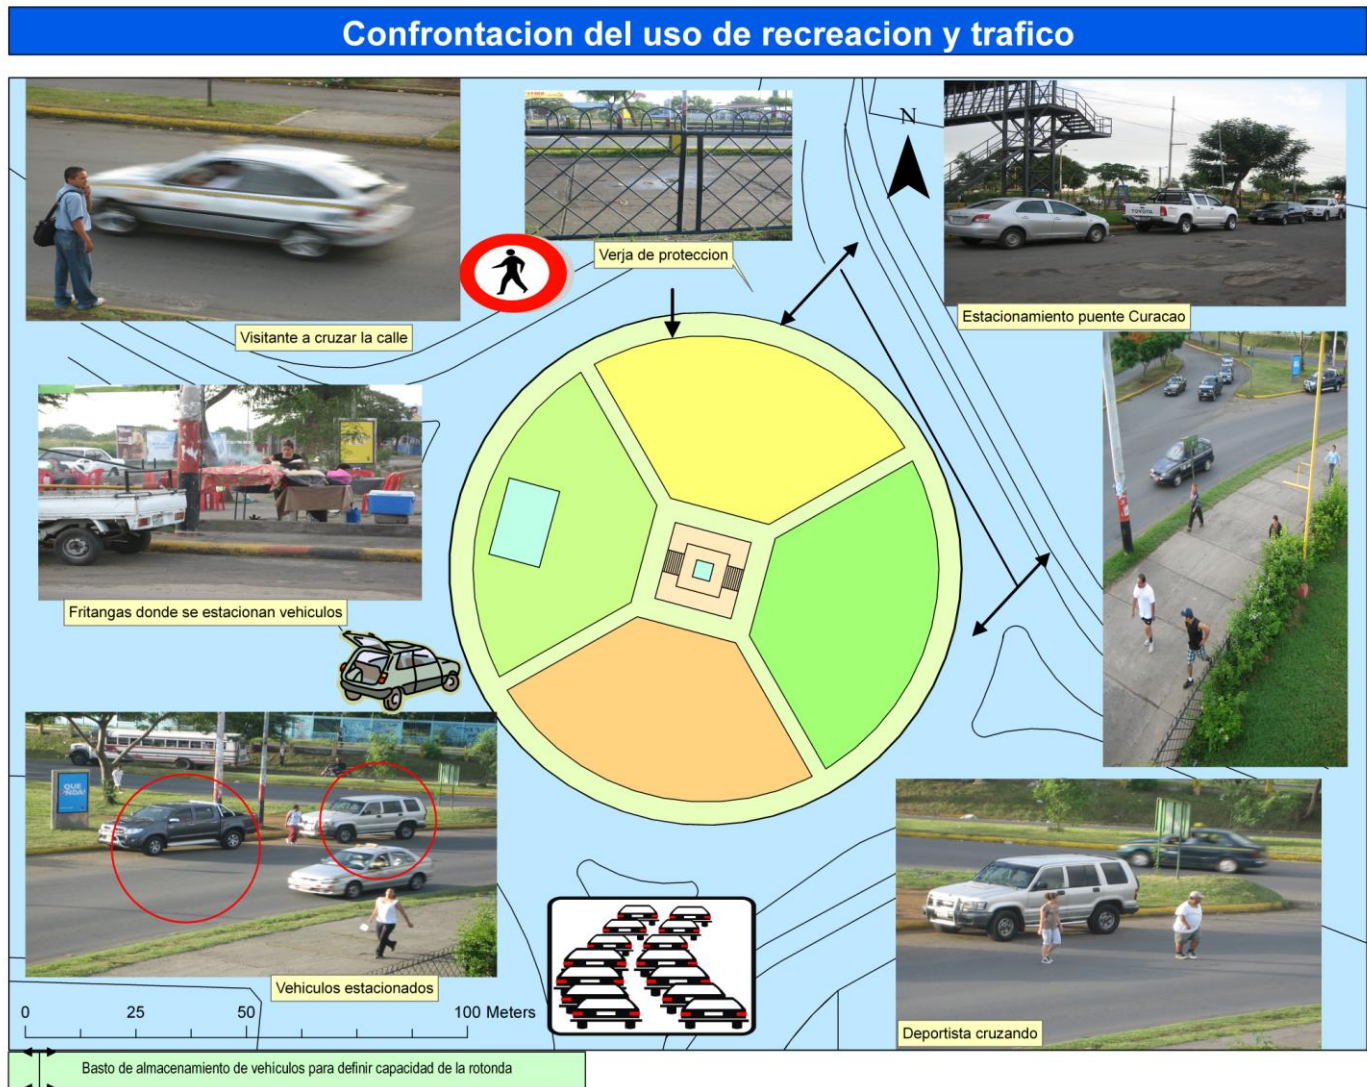 Confrontacion del uso de recreacion y trafico
N
Verja de proteccion
TOYOTA
Visitante a cruzar la calle
Estacionamiento puente Curacao
Fritangas donde se estacionan vehiculos
QUE
Vehiculos estacionados
0 25 50 100 Meters
Deportista cruzando
Basto de almacenamiento de vehiculos para definir capacidad de la rotonda